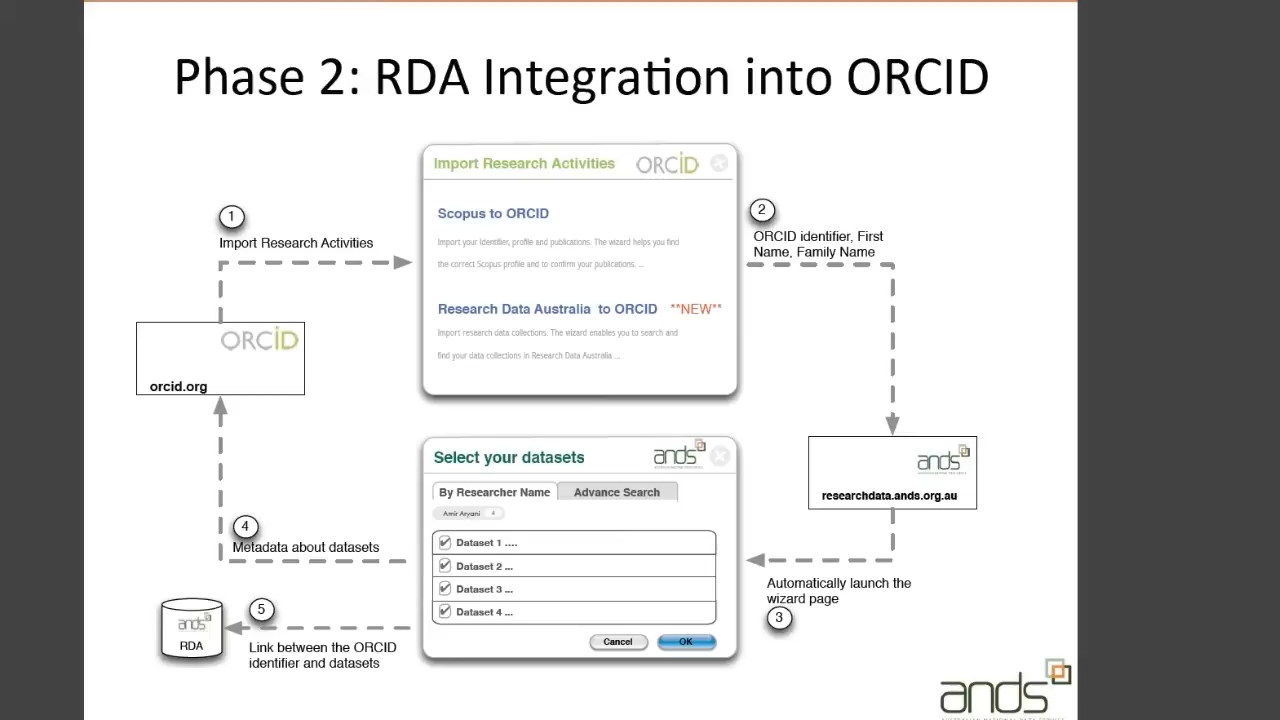 Phase 2: RDA Integration into ORCID
Import Research Activities
ORCID
1
Import Research Activities
Scopus to ORCID
Import your identifier, profile and publications. The wizard helps you find
the correct Scopus profile and to confirm your publications. ...
Research Data Australia to ORCID **NEW**
Import research data collections. The wizard enables you to search and
find your data collections in Research Data Australia ...
2
ORCID identifier, First
Name, Family Name
ORCID
orcid.org
ands
researchdata.ands.org.au
Automatically launch the
wizard page
3
Select your datasets
ands
By Researcher Name
Advance Search
Amir Aryani 4
Dataset 1 ....
Dataset 2 ...
Dataset 3 ...
Dataset 4 ...
Cancel
OK
4
Metadata about datasets
5
Link between the ORCID
identifier and datasets
ands
RDA
ands